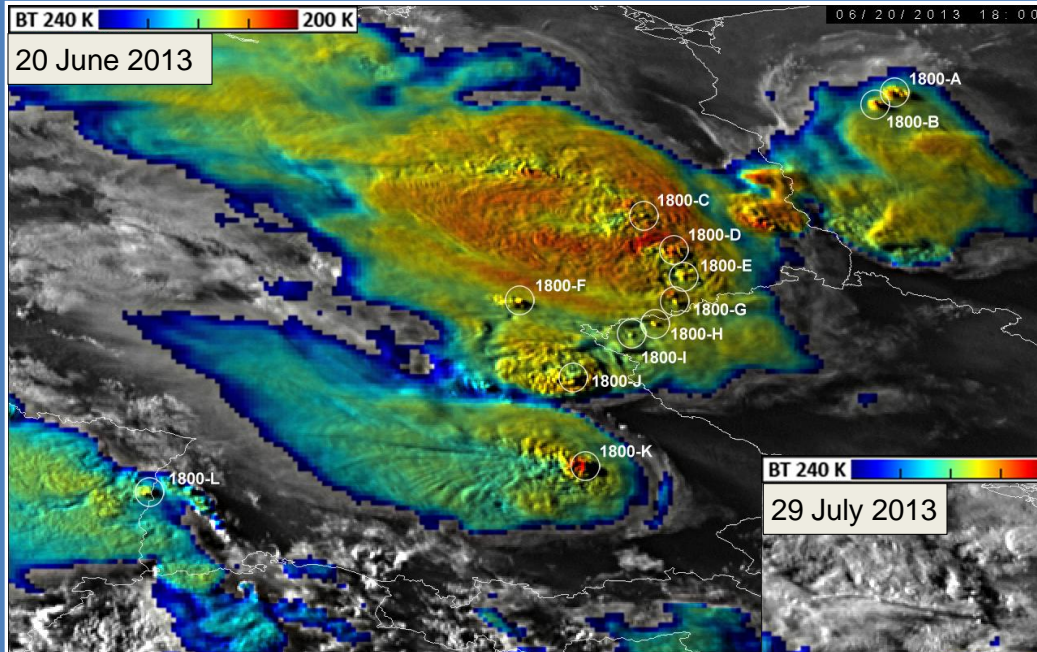 BT 240 K 200 K
06/20/2013 18:00
20 June 2013
1800-A
1800-B
1800-C
1800-D
1800-E
1800-F
1800-G
1800-H
1800-I
1800-J
1800-K
1800-L
BT 240 K
29 July 2013